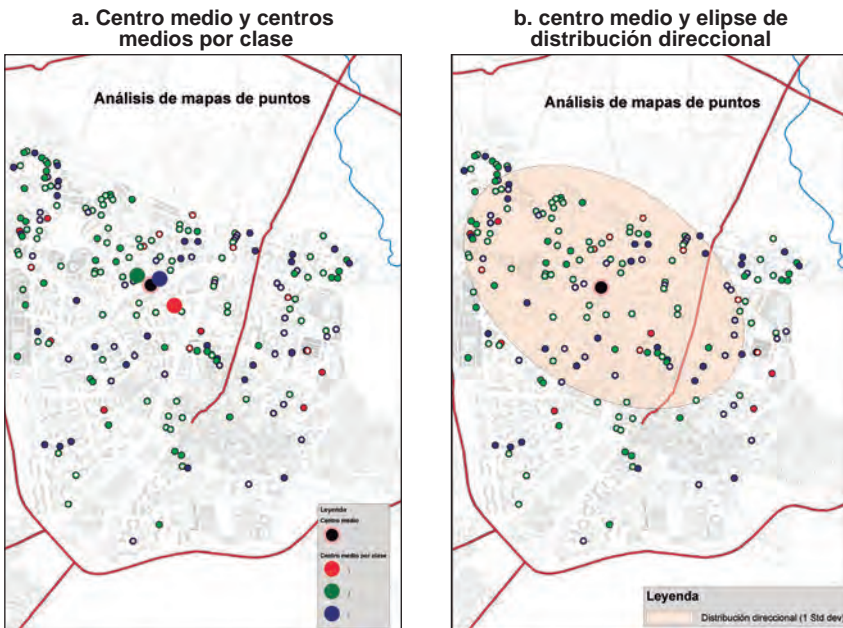 a. Centro medio y centros
medios por clase
Análisis de mapas de puntos
Leyenda
Centro medio
Centro medio por clase
b. centro medio y elipse de
distribución direccional
Análisis de mapas de puntos
Leyenda
Distribución direccional (1 Std dev)